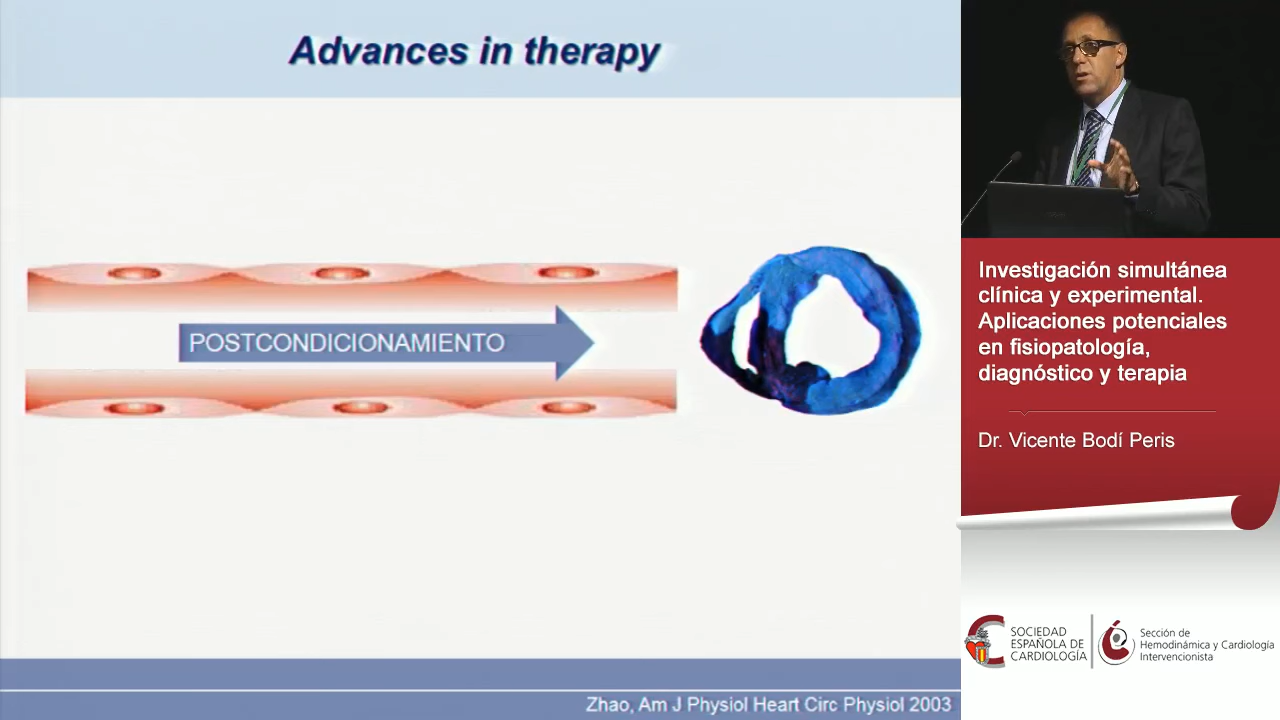 Advances in therapy
POSTCONDICIONAMIENTO
Zhao, Am J Physiol Heart Circ Physiol 2003
Investigación simultánea
clínica y experimental.
Aplicaciones potenciales
en fisiopatología,
diagnóstico y terapia
Dr. Vicente Bodí Peris
SOCIEDAD
ESPAÑOLA DE
CARDIOLOGÍA
Sección de
Hemodinámica y Cardiología
Intervencionista